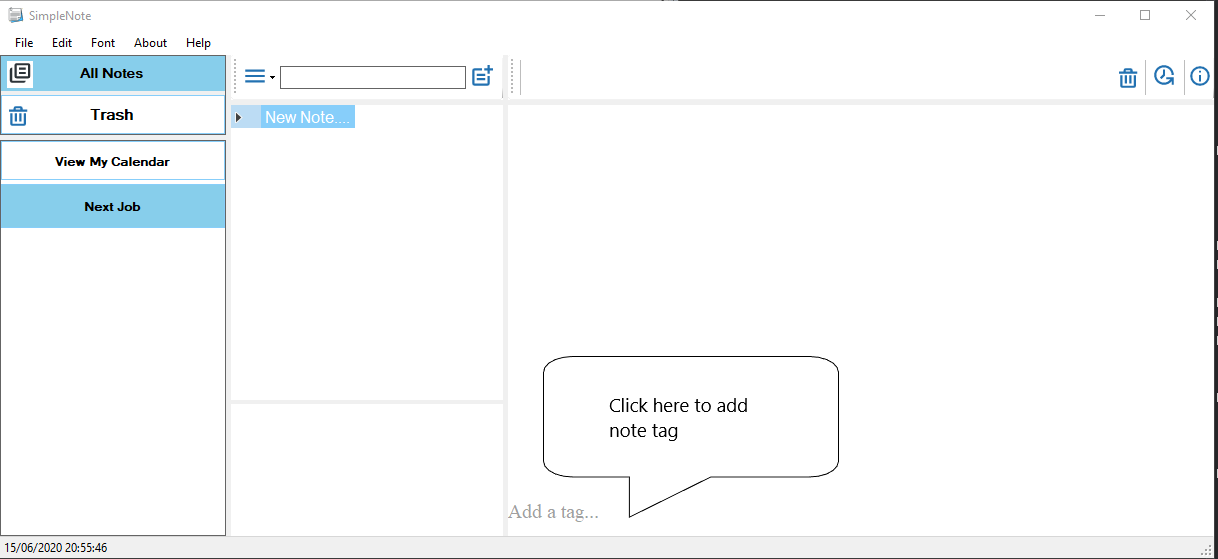 SimpleNote
File Edit Font About Help
All Notes
Trash
View My Calendar
Next Job
New Note....
Click here to add
note tag
Add a tag...
15/06/2020 20:55:46